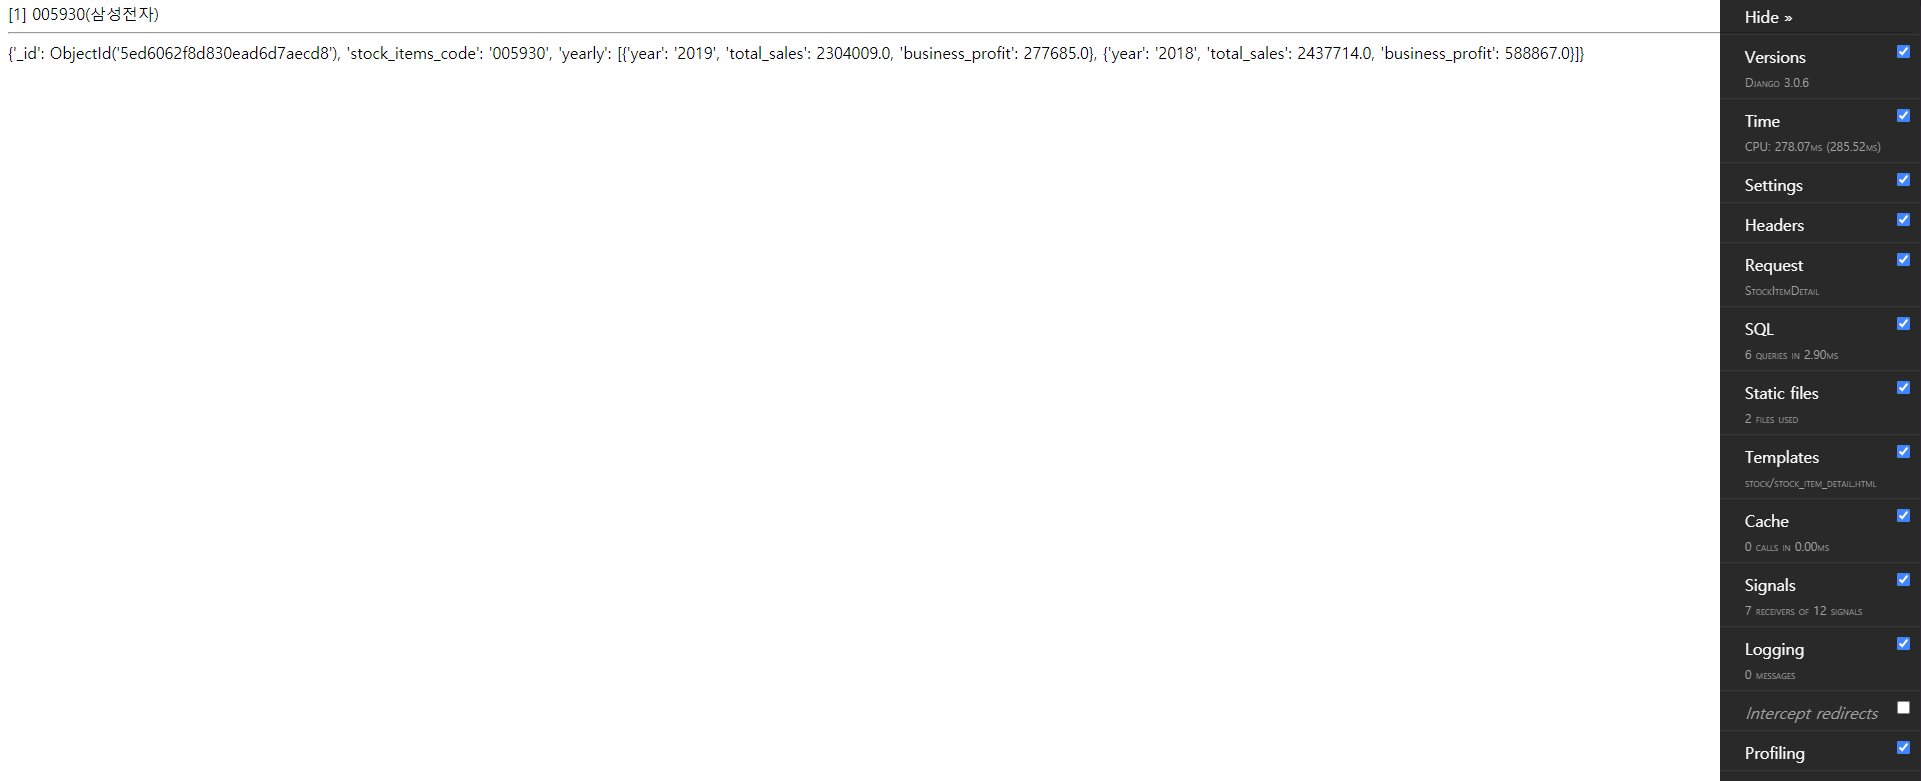 [1] 005930(삼성전자)
{'_id': ObjectId('5ed6062f8d830ead6d7aecd8'), 'stock_items_code': '005930', 'yearly': [{'year': '2019', 'total_sales': 2304009.0, 'business_profit': 277685.0}, {'year': '2018', 'total_sales': 2437714.0, 'business_profit': 588867.0}]}
Hide »
Versions
Django 3.0.6
Time
CPU: 278.07ms (285.52ms)
Settings
Headers
Request
StockItemDetail
SQL
6 queries in 2.90ms
Static files
2 files used
Templates
stock/stock_item_detail.html
Cache
0 calls in 0.00ms
Signals
7 receivers of 12 signals
Logging
0 messages
Intercept redirects
Profiling